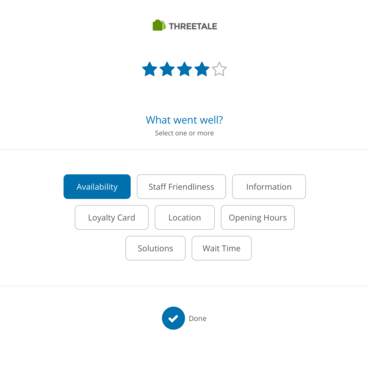 THREETALE
What went well?
Select one or more
Availability Staff Friendliness Information
Loyalty Card Location Opening Hours
Solutions Wait Time
Done